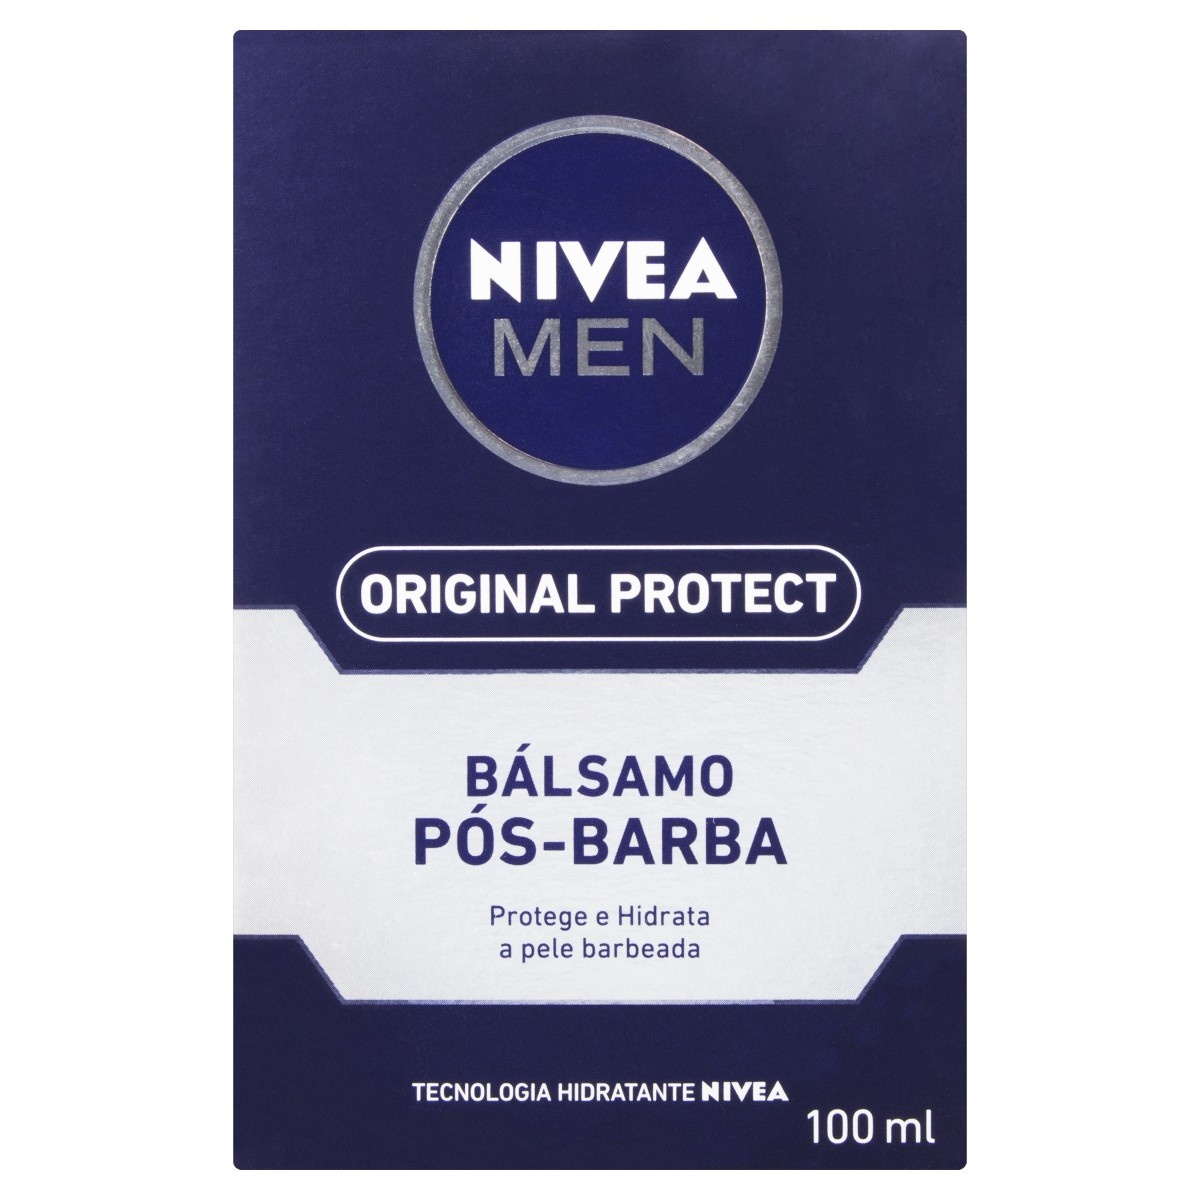 NIVEA
MEN
ORIGINAL PROTECT
BÁLSAMO
PÓS-BARBA
Protege e Hidrata
a pele barbeada
TECNOLOGIA HIDRATANTE NIVEA
100 ml